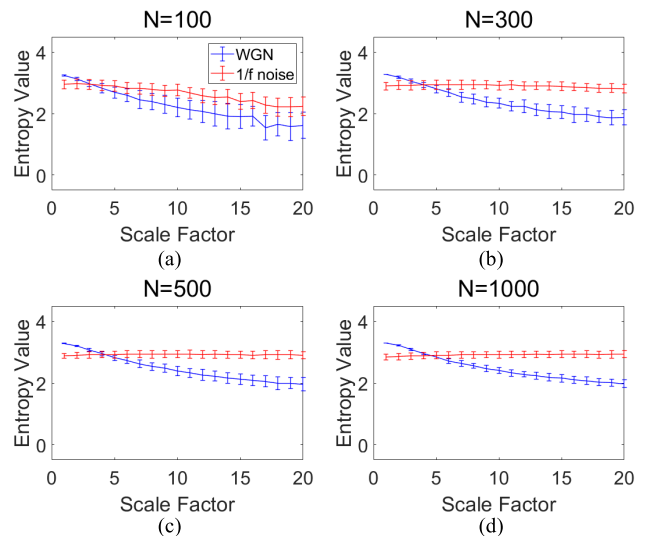 N=100
4
2
0
Entropy Value
WGN
1/f noise
0 5 10 15 20
Scale Factor
(a)
N=300
4
2
0
Entropy Value
0 5 10 15 20
Scale Factor
(b)
N=500
4
2
0
Entropy Value
0 5 10 15 20
Scale Factor
(c)
N=1000
4
2
0
Entropy Value
0 5 10 15 20
Scale Factor
(d)